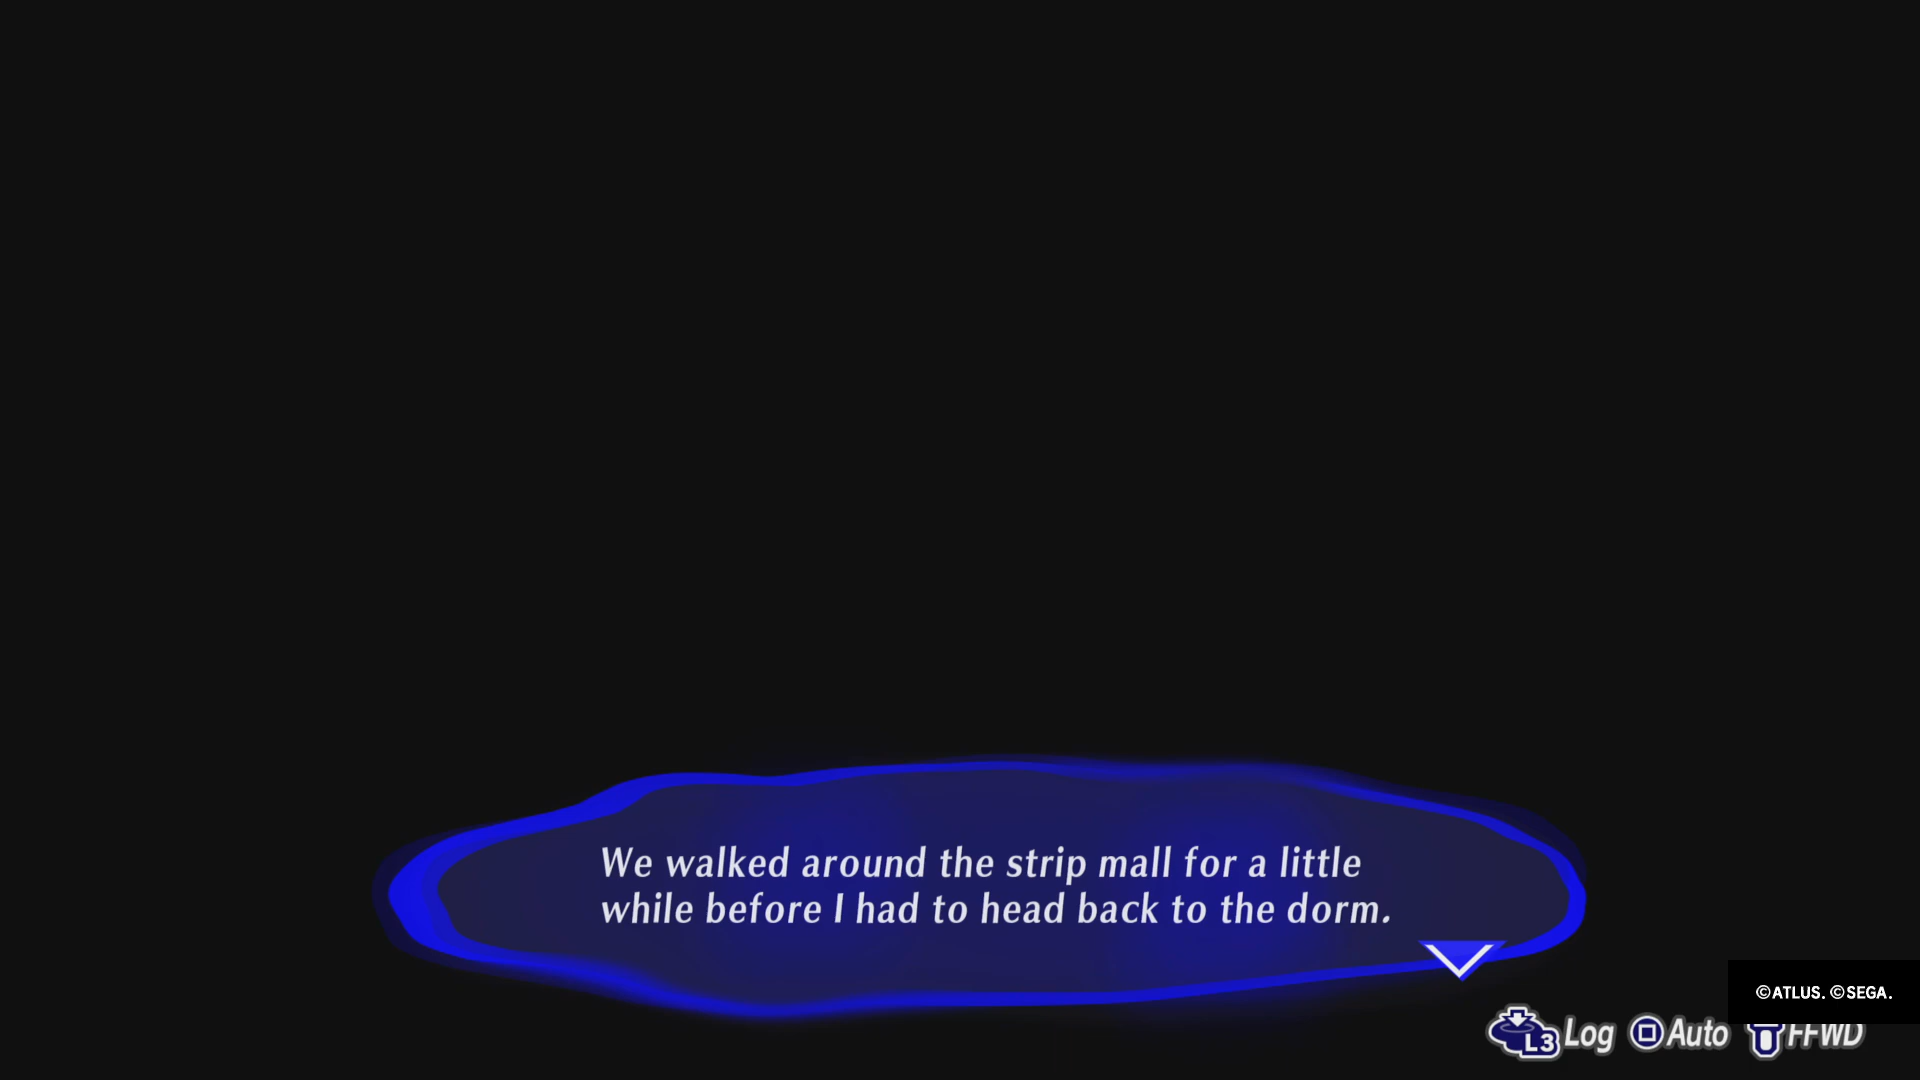 We walked around the strip mall for a little
while before I had to head back to the dorm.
©ATLUS. ©SEGA.
L3 Log Auto FFWD